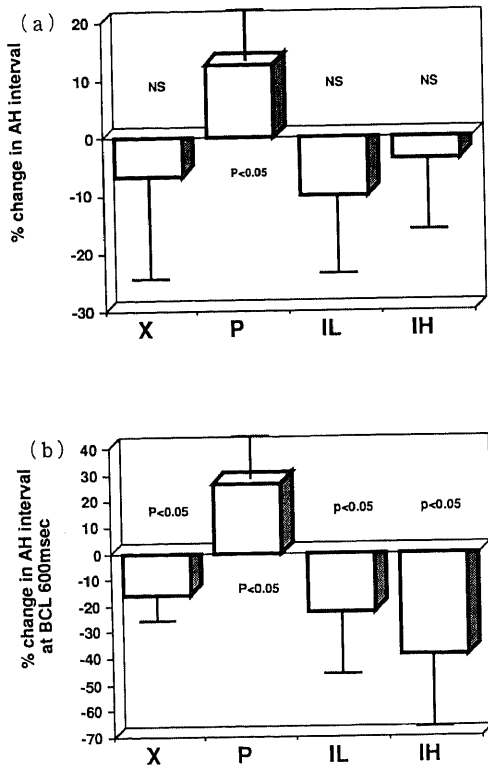 (a)
% change in AH interval
20
10
0
-10
-20
-30
NS
P<0.05
NS
NS
X P IL IH
(b)
% change in AH interval
at BCL 600msec
40
30
20
10
0
-10
-20
-30
-40
-50
-60
-70
P<0.05
P<0.05
p<0.05
p<0.05
X P IL IH